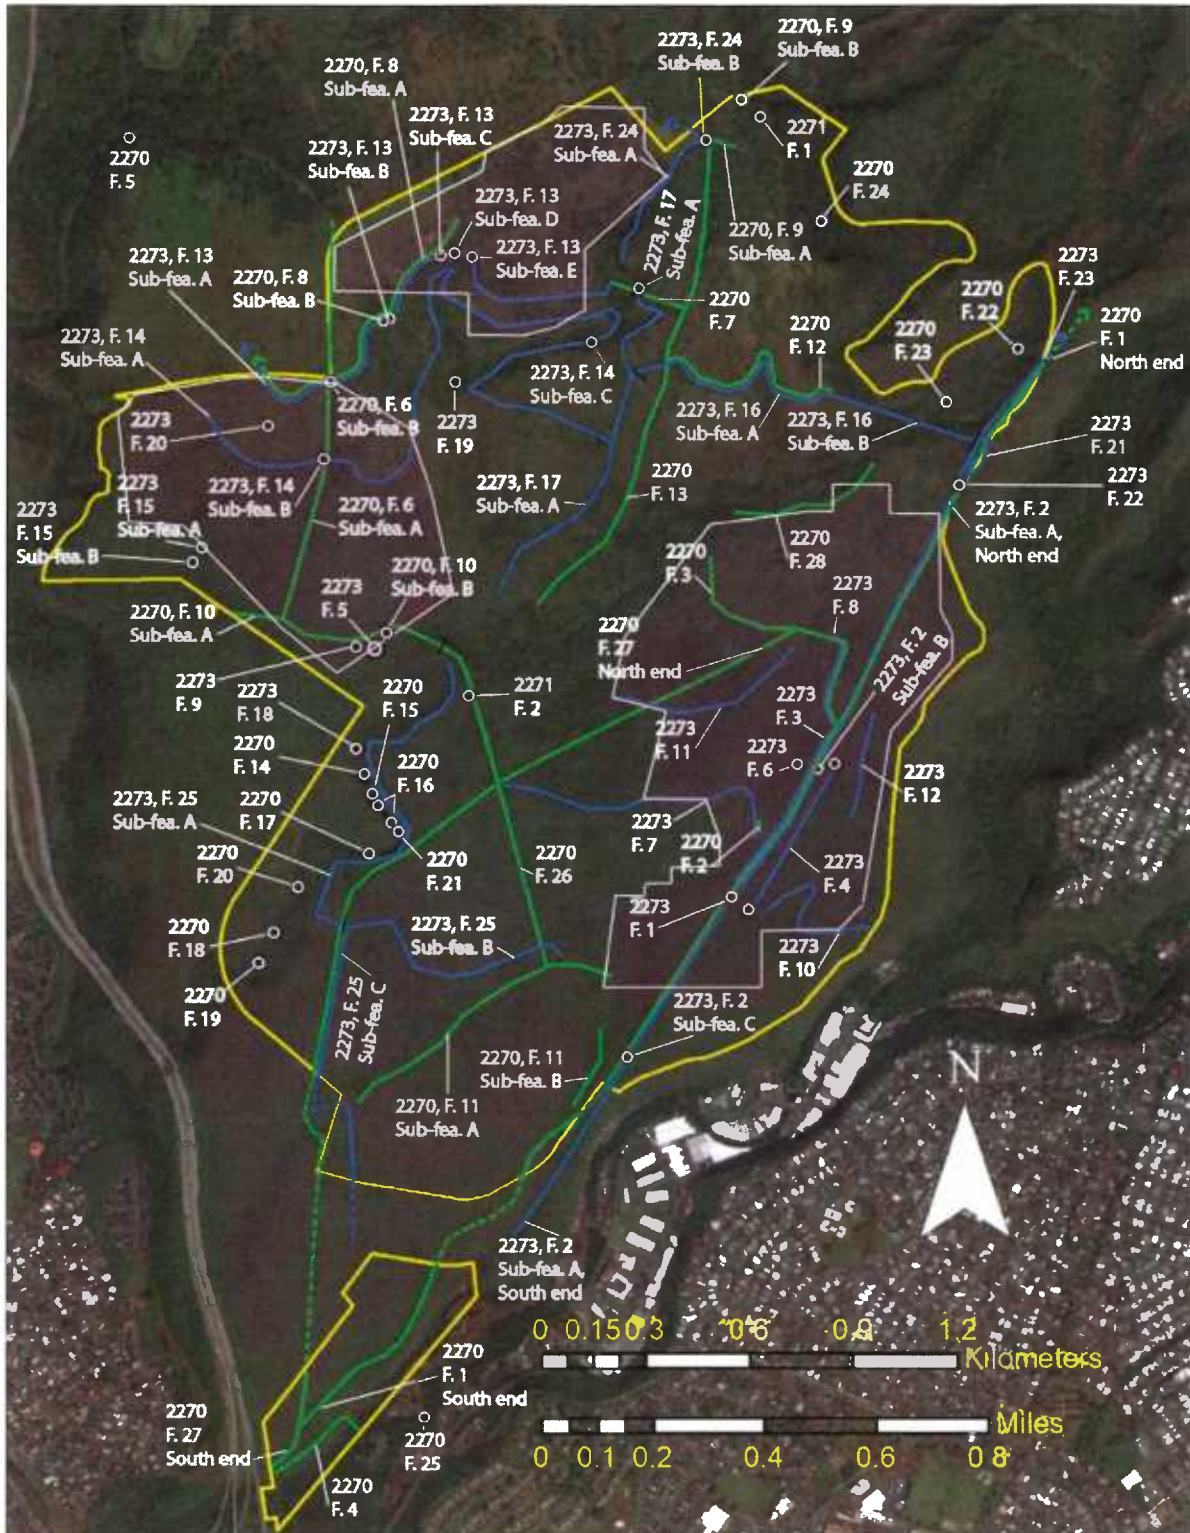 2270, F. 9
Sub-fea. B
2273, F. 24
Sub-fea. B
2270, F. 8
Sub-fea. A
2273, F. 13
Sub-fea. C
2273, F. 24
Sub-fea. A
2271
F. 1
2270
F. 5
2273, F. 13
Sub-fea. B
2270
F. 24
2273, F. 13
Sub-fea. D
2273, F. 17
Sub-fea. A
2270, F. 9
Sub-fea. A
2273, F. 13
Sub-fea. E
2273, F. 13
Sub-fea. A
2270, F. 8
Sub-fea. B
2273
F. 23
2270
F. 22
2270
F. 7
2270
F. 1
North end
2270
F. 12
2270
F. 23
2273, F. 14
Sub-fea. A
2273, F. 14
Sub-fea. C
2270, F. 6
Sub-fea. B
2273
F. 19
2273, F. 16
Sub-fea. A
2273, F. 16
Sub-fea. B
2273
F. 20
2273
F. 21
2273
F. 15
Sub-fea. A
2273, F. 14
Sub-fea. B
2270, F. 6
Sub-fea. A
2273, F. 17
Sub-fea. A
2270
F. 13
2273
F. 22
2273
F. 15
Sub-fea. B
2273, F. 2
Sub-fea. A,
North end
2270
F. 28
2270
F. 3
2270, F. 10
Sub-fea. B
2273
F. 5
2273
F. 8
2270, F. 10
Sub-fea. A
2270
F. 27
North end
2273, F. 2
Sub-fea. B
2273
F. 9
2273
F. 18
2270
F. 15
2271
F. 2
2273
F. 3
2273
F. 11
2270
F. 14
2270
F. 16
2273
F. 6
2273
F. 12
2273, F. 25
Sub-fea. A
2270
F. 17
2273
F. 7
2270
F. 2
2270
F. 20
2270
F. 21
2270
F. 26
2273
F. 4
2273
F. 1
2270
F. 18
2273, F. 25
Sub-fea. B
2273
F. 10
2270
F. 19
2273, F. 25
Sub-fea. C
2273, F. 2
Sub-fea. C
2270, F. 11
Sub-fea. B
2270, F. 11
Sub-fea. A
N
2273, F. 2
Sub-fea. A,
South end
0 0.15 0.3 0.6 0.9 1.2
Kilometers
2270
F. 1
South end
2270
F. 27
South end
2270
F. 25
Miles
0 0.1 0.2 0.4 0.6 0.8
2270
F. 4